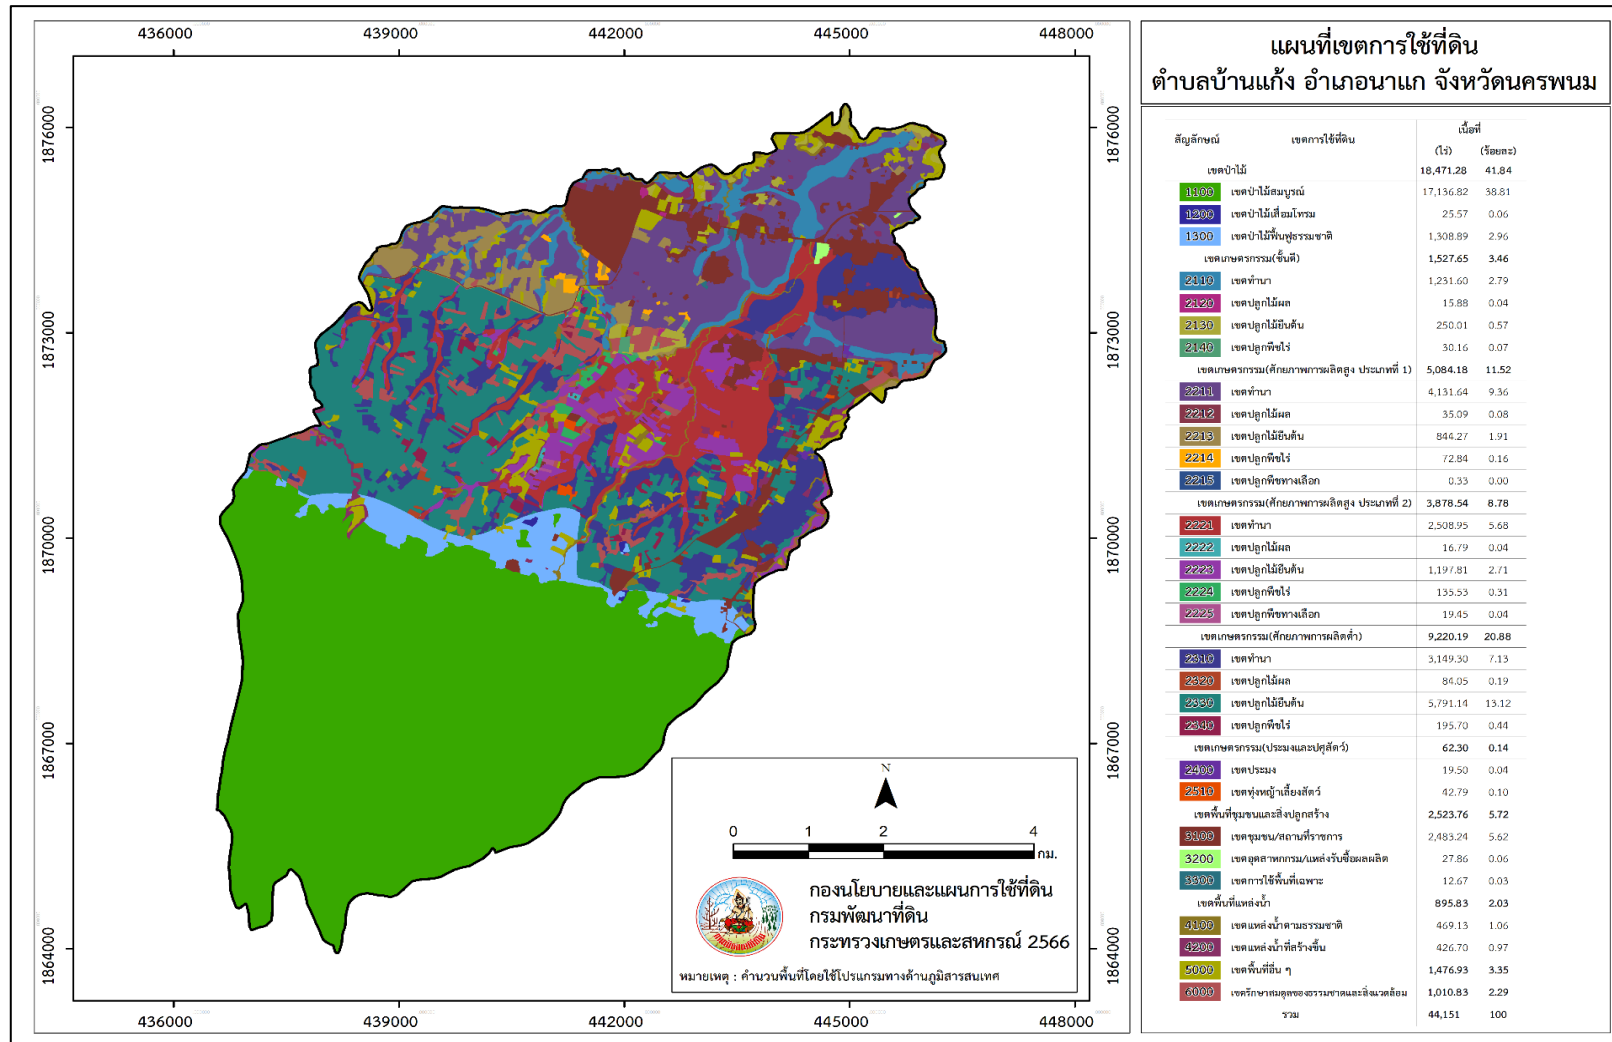 แผนที่เขตการใช้ที่ดิน
ตำบลบ้านแก้ง อำเภอนาแก จังหวัดนครพนม
436000 439000 442000 445000 448000
1876000 1876000
1873000 1873000
1870000 1870000
1867000 1867000
1864000 1864000
436000 439000 442000 445000 448000
N
0 1 2 4
กม.
กองนโยบายและแผนการใช้ที่ดิน
กรมพัฒนาที่ดิน
กระทรวงเกษตรและสหกรณ์ 2566
หมายเหตุ : คำนวนพื้นที่โดยใช้โปรแกรมทางด้านภูมิสารสนเทศ
สัญลักษณ์ เขตการใช้ที่ดิน เนื้อที่
(ไร่) (ร้อยละ)
เขตป่าไม้ 18,471.28 41.84
1100 เขตป่าไม้สมบูรณ์ 17,136.82 38.81
1200 เขตป่าไม้เสื่อมโทรม 25.57 0.06
1300 เขตป่าไม้ฟื้นฟูธรรมชาติ 1,308.89 2.96
เขตเกษตรกรรม(ชั้นดี) 1,527.65 3.46
2110 เขตทำนา 1,231.60 2.79
2120 เขตปลูกไม้ผล 15.88 0.04
2130 เขตปลูกไม้ยืนต้น 250.01 0.57
2140 เขตปลูกพืชไร่ 30.16 0.07
เขตเกษตรกรรม(ศักยภาพการผลิตสูง ประเภทที่ 1) 5,084.18 11.52
2211 เขตทำนา 4,131.64 9.36
2212 เขตปลูกไม้ผล 35.09 0.08
2213 เขตปลูกไม้ยืนต้น 844.27 1.91
2214 เขตปลูกพืชไร่ 72.84 0.16
2215 เขตปลูกพืชทางเลือก 0.33 0.00
เขตเกษตรกรรม(ศักยภาพการผลิตสูง ประเภทที่ 2) 3,878.54 8.78
2221 เขตทำนา 2,508.95 5.68
2222 เขตปลูกไม้ผล 16.79 0.04
2223 เขตปลูกไม้ยืนต้น 1,197.81 2.71
2224 เขตปลูกพืชไร่ 135.53 0.31
2225 เขตปลูกพืชทางเลือก 19.45 0.04
เขตเกษตรกรรม(ศักยภาพการผลิตต่ำ) 9,220.19 20.88
2310 เขตทำนา 3,149.30 7.13
2320 เขตปลูกไม้ผล 84.05 0.19
2330 เขตปลูกไม้ยืนต้น 5,791.14 13.12
2340 เขตปลูกพืชไร่ 195.70 0.44
เขตเกษตรกรรม(ประมงและปศุสัตว์) 62.30 0.14
2400 เขตประมง 19.50 0.04
2510 เขตทุ่งหญ้าเลี้ยงสัตว์ 42.79 0.10
เขตพื้นที่ชุมชนและสิ่งปลูกสร้าง 2,523.76 5.72
3100 เขตชุมชน/สถานที่ราชการ 2,483.24 5.62
3200 เขตอุตสาหกรรม/แหล่งรับซื้อผลผลิต 27.86 0.06
3300 เขตการใช้พื้นที่เฉพาะ 12.67 0.03
เขตพื้นที่แหล่งน้ำ 895.83 2.03
4100 เขตแหล่งน้ำตามธรรมชาติ 469.13 1.06
4200 เขตแหล่งน้ำที่สร้างขึ้น 426.70 0.97
5000 เขตพื้นที่อื่น ๆ 1,476.93 3.35
6000 เขตรักษาสมดุลของธรรมชาติและสิ่งแวดล้อม 1,010.83 2.29
รวม 44,151 100